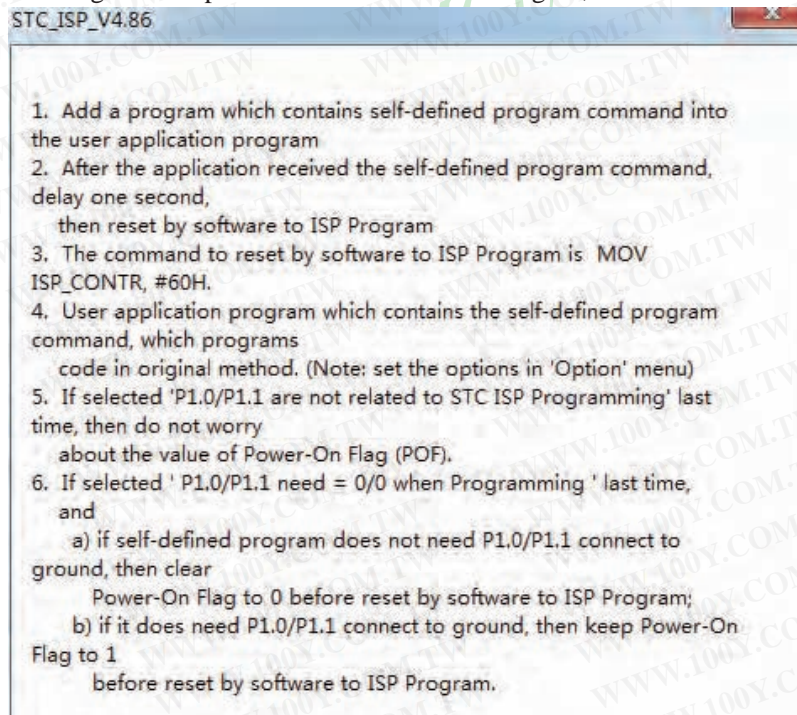 STC_ISP_V4.86
1. Add a program which contains self-defined program command into
the user application program
2. After the application received the self-defined program command,
delay one second,
then reset by software to ISP Program
3. The command to reset by software to ISP Program is MOV
ISP_CONTR, #60H.
4. User application program which contains the self-defined program
command, which programs
code in original method. (Note: set the options in 'Option' menu)
5. If selected 'P1.0/P1.1 are not related to STC ISP Programming' last
time, then do not worry
about the value of Power-On Flag (POF).
6. If selected ' P1.0/P1.1 need = 0/0 when Programming ' last time,
and
a) if self-defined program does not need P1.0/P1.1 connect to
ground, then clear
Power-On Flag to 0 before reset by software to ISP Program;
b) if it does need P1.0/P1.1 connect to ground, then keep Power-On
Flag to 1
before reset by software to ISP Program.
WWW.100Y.COM.TW